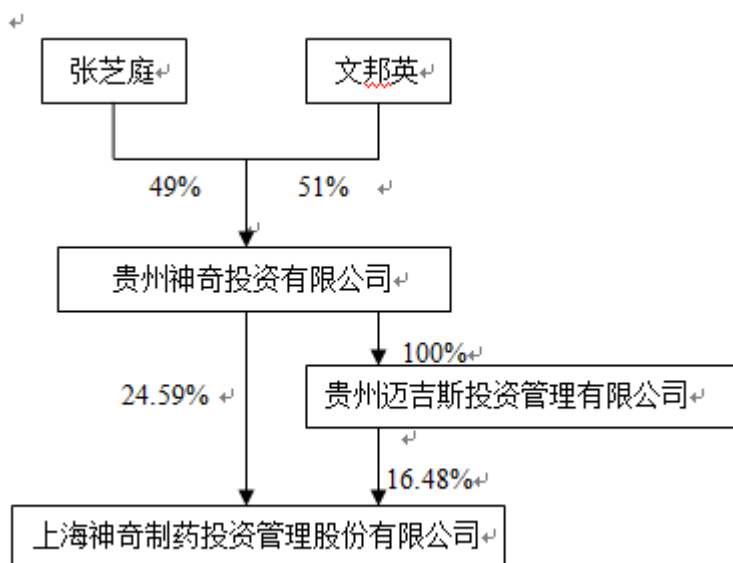 张芝庭
文邦英
49%
51%
贵州神奇投资有限公司
100%
24.59%
贵州迈吉斯投资管理有限公司
16.48%
上海神奇制药投资管理股份有限公司